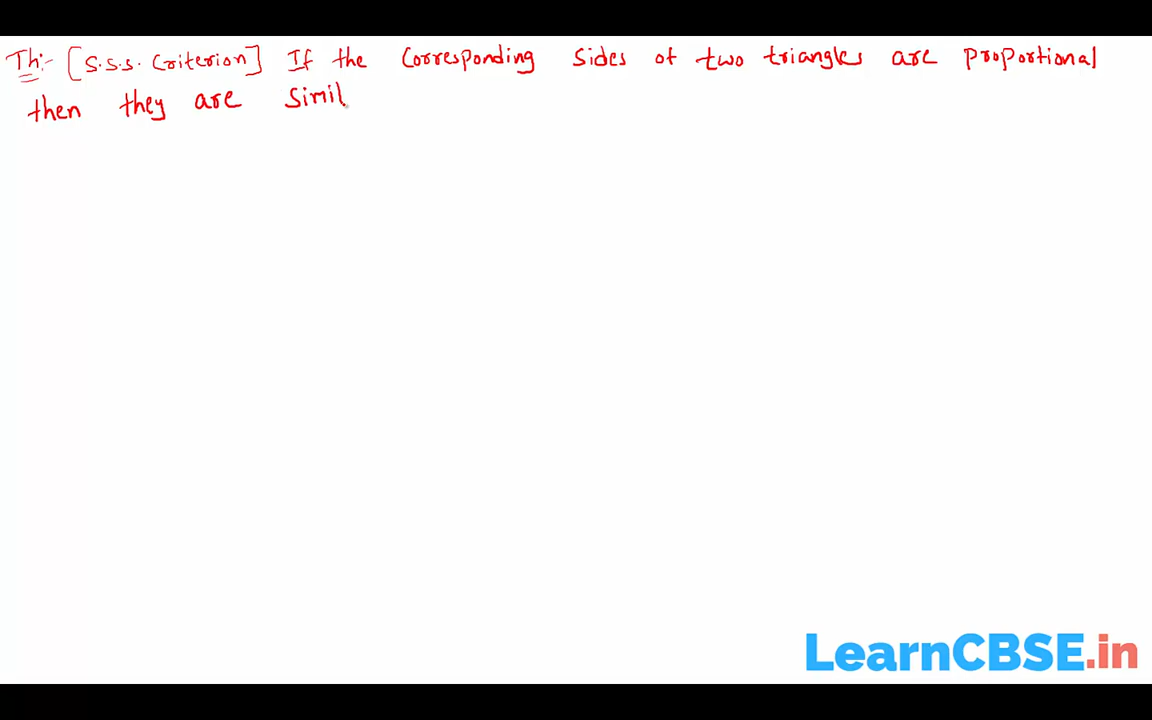 Th:- [S.S.S. Criterion] If the Corresponding sides of two triangles are proportional
then they are Simil
LearnCBSE.in